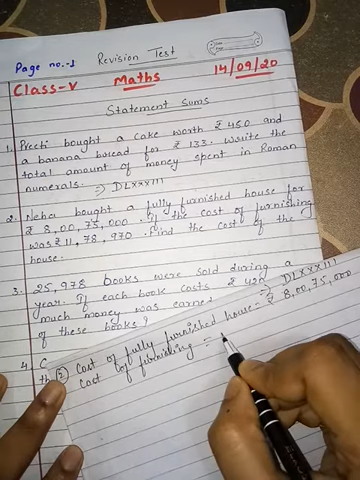 Page no.-1 Revision Test
Class-V Maths 14/09/20
Statement Sums
1. Preeti bought a cake worth ₹ 450 and
a banana bread for ₹ 133. Write the
total amount of money spent in Roman
numerals. ⇒ DLxxxIII
2. Neha bought a fully furnished house for
₹ 8,00,75,000. If the cost of furnishing
was ₹ 11,78,970. Find the cost of the
house.
3. 25,978 books were sold during a
year. If each book costs ₹ 420
much money was earned
of these books?
4. C
th
⇒ DLXXXIII
② Cost of fully furnished house = ₹ 8,00,75,000
Cost of furnishing =